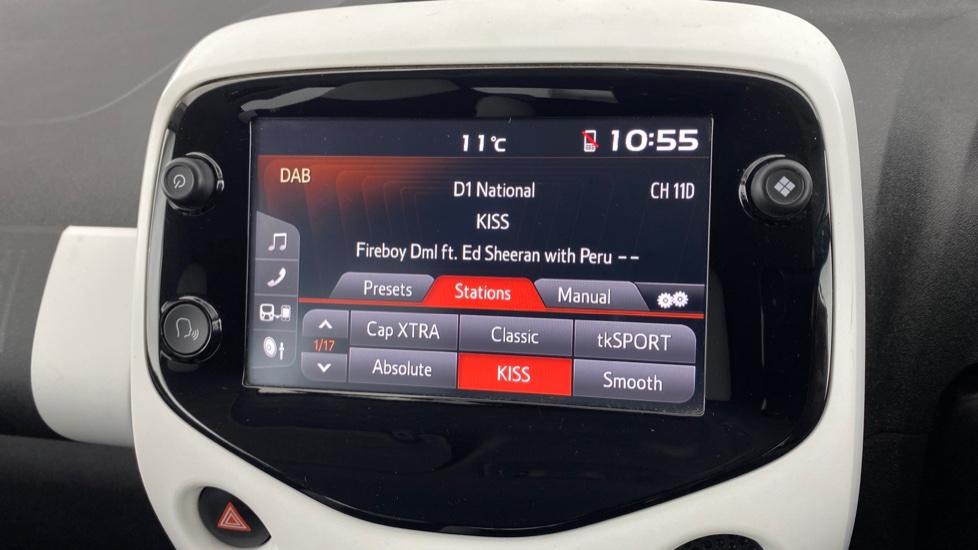 11°C 10:55
DAB
D1 National CH 11D
KISS
Fireboy Dml ft. Ed Sheeran with Peru --
Presets Stations Manual
Cap XTRA Classic tkSPORT
1/17
Absolute KISS Smooth